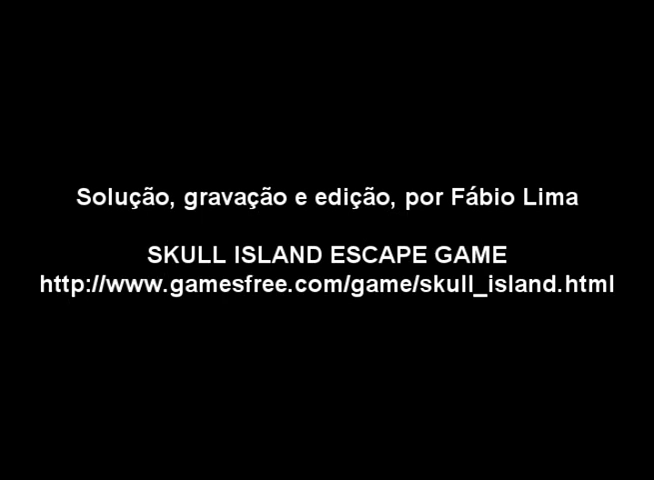 Solução, gravação e edição, por Fábio Lima
SKULL ISLAND ESCAPE GAME
http://www.gamesfree.com/game/skull_island.html